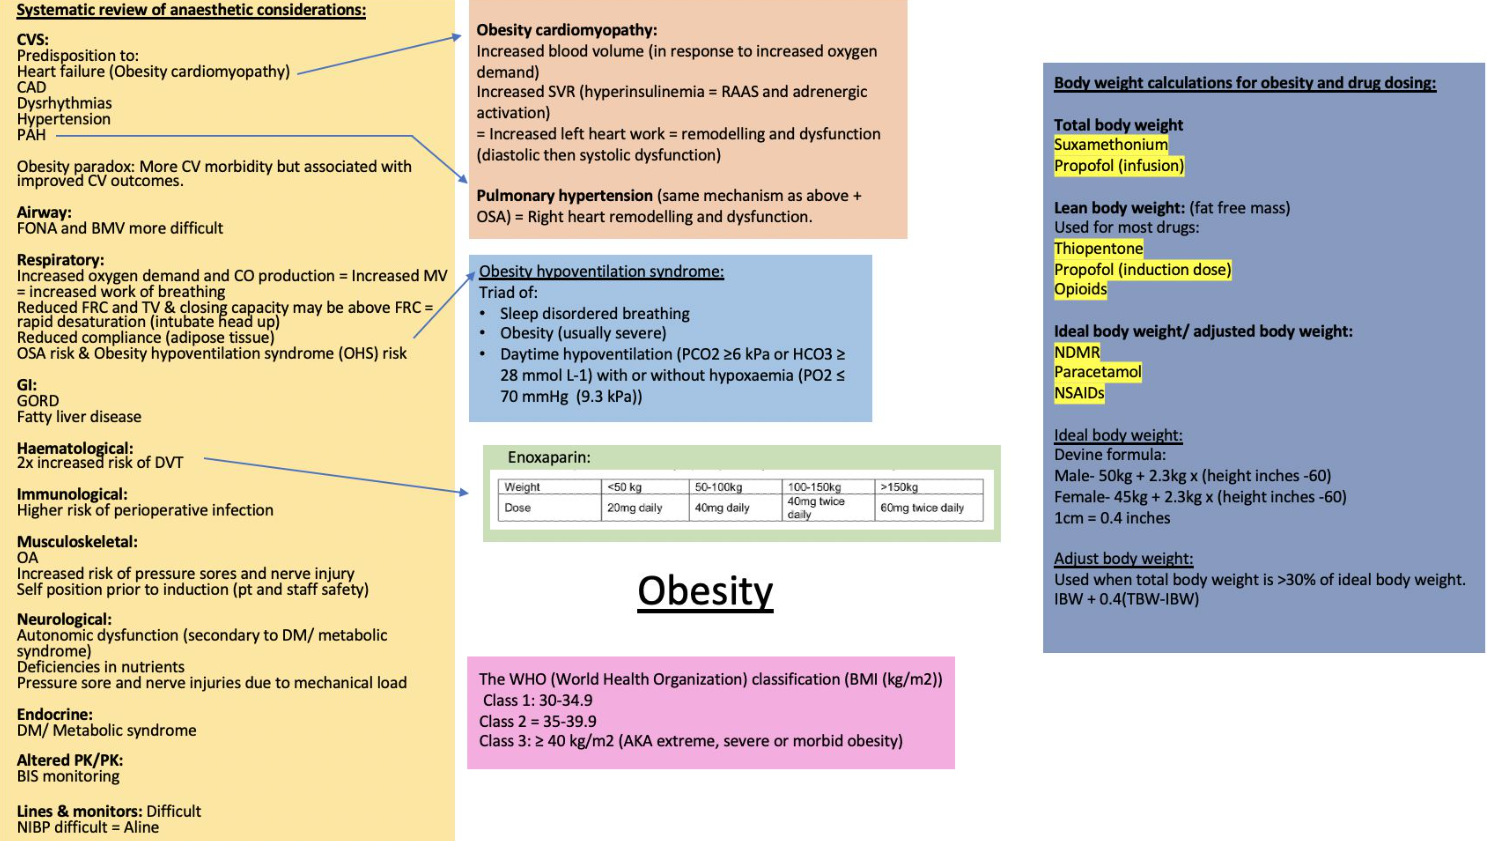 Systematic review of anaesthetic considerations:
CVS:
Predisposition to:
Heart failure (Obesity cardiomyopathy)
CAD
Dysrhythmias
Hypertension
PAH
Obesity paradox: More CV morbidity but associated with
improved CV outcomes.
Airway:
FONA and BMV more difficult
Respiratory:
Increased oxygen demand and CO production = Increased MV
= increased work of breathing
Reduced FRC and TV & closing capacity may be above FRC =
rapid desaturation (intubate head up)
Reduced compliance (adipose tissue)
OSA risk & Obesity hypoventilation syndrome (OHS) risk
GI:
GORD
Fatty liver disease
Haematological:
2x increased risk of DVT
Immunological:
Higher risk of perioperative infection
Musculoskeletal:
OA
Increased risk of pressure sores and nerve injury
Self position prior to induction (pt and staff safety)
Neurological:
Autonomic dysfunction (secondary to DM/ metabolic
syndrome)
Deficiencies in nutrients
Pressure sore and nerve injuries due to mechanical load
Endocrine:
DM/ Metabolic syndrome
Altered PK/PK:
BIS monitoring
Lines & monitors: Difficult
NIBP difficult = Aline
Obesity cardiomyopathy:
Increased blood volume (in response to increased oxygen
demand)
Increased SVR (hyperinsulinemia = RAAS and adrenergic
activation)
= Increased left heart work = remodelling and dysfunction
(diastolic then systolic dysfunction)
Pulmonary hypertension (same mechanism as above +
OSA) = Right heart remodelling and dysfunction.
Obesity hypoventilation syndrome:
Triad of:
• Sleep disordered breathing
• Obesity (usually severe)
• Daytime hypoventilation (PCO2 ≥6 kPa or HCO3 ≥
28 mmol L-1) with or without hypoxaemia (PO2 ≤
70 mmHg (9.3 kPa))
Enoxaparin:
Weight <50 kg 50-100kg 100-150kg >150kg
Dose 20mg daily 40mg daily 40mg twice daily 60mg twice daily
Obesity
The WHO (World Health Organization) classification (BMI (kg/m2))
Class 1: 30-34.9
Class 2 = 35-39.9
Class 3: ≥ 40 kg/m2 (AKA extreme, severe or morbid obesity)
Body weight calculations for obesity and drug dosing:
Total body weight
Suxamethonium
Propofol (infusion)
Lean body weight: (fat free mass)
Used for most drugs:
Thiopentone
Propofol (induction dose)
Opioids
Ideal body weight/ adjusted body weight:
NDMR
Paracetamol
NSAIDs
Ideal body weight:
Devine formula:
Male- 50kg + 2.3kg x (height inches -60)
Female- 45kg + 2.3kg x (height inches -60)
1cm = 0.4 inches
Adjust body weight:
Used when total body weight is >30% of ideal body weight.
IBW + 0.4(TBW-IBW)